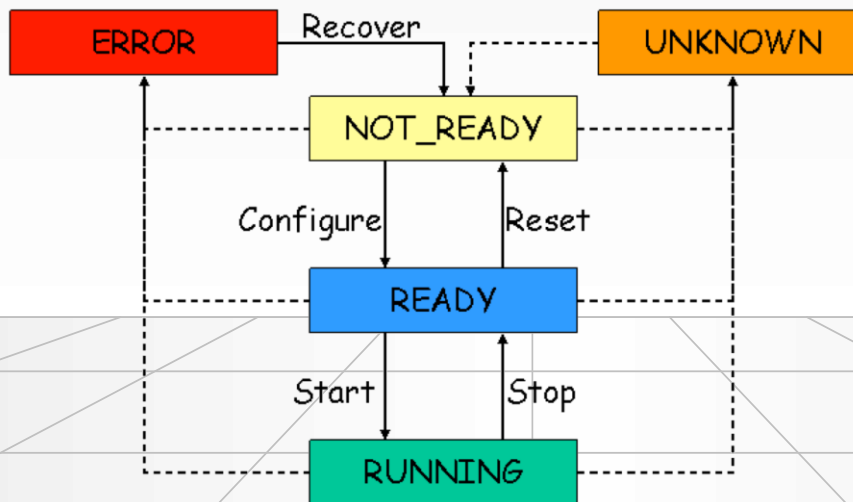 ERROR
Recover
UNKNOWN
NOT_READY
Configure
Reset
READY
Start
Stop
RUNNING